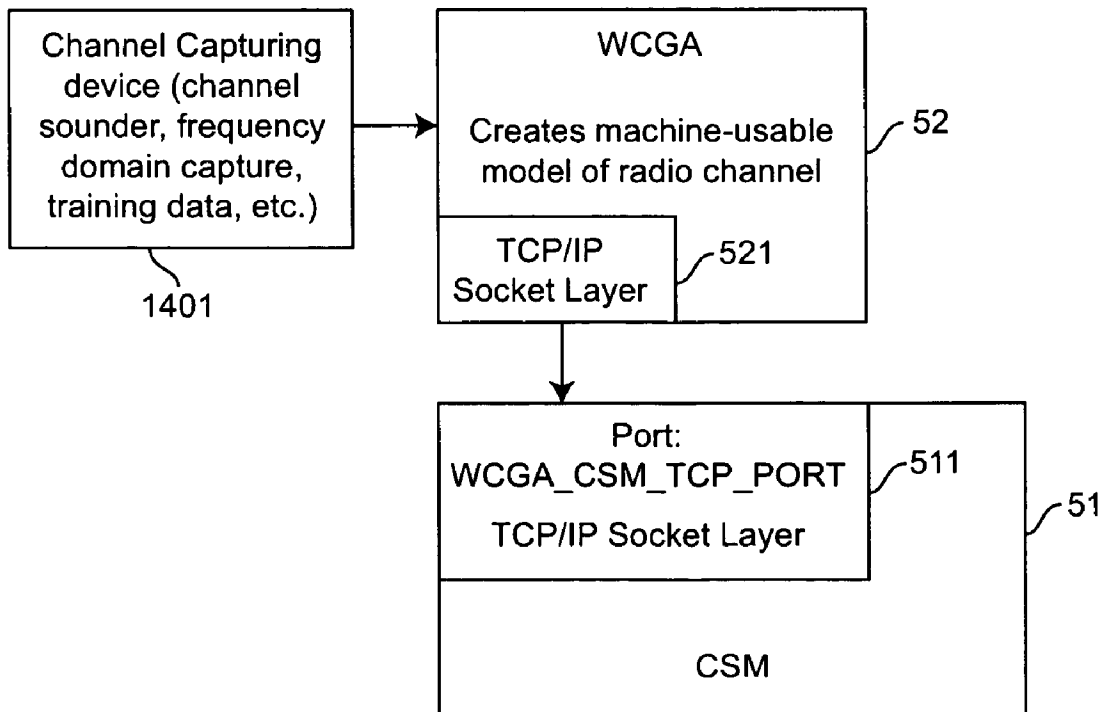 Channel Capturing
device (channel
sounder, frequency
domain capture,
training data, etc.)
1401
WCGA
Creates machine-usable
model of radio channel
52
TCP/IP
Socket Layer
521
Port:
WCGA_CSM_TCP_PORT
TCP/IP Socket Layer
511
51
CSM